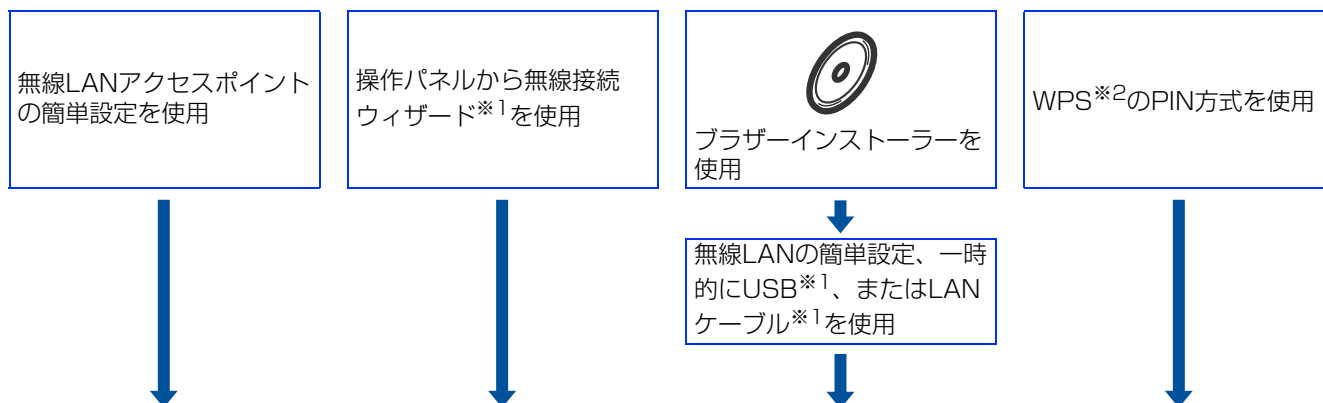 無線LANアクセスポイント
の簡単設定を使用
操作パネルから無線接続
ウィザード※1を使用
ブラザーインストーラーを
使用
無線LANの簡単設定、一時
的にUSB※1、またはLAN
ケーブル※1を使用
WPS※2のPIN方式を使用